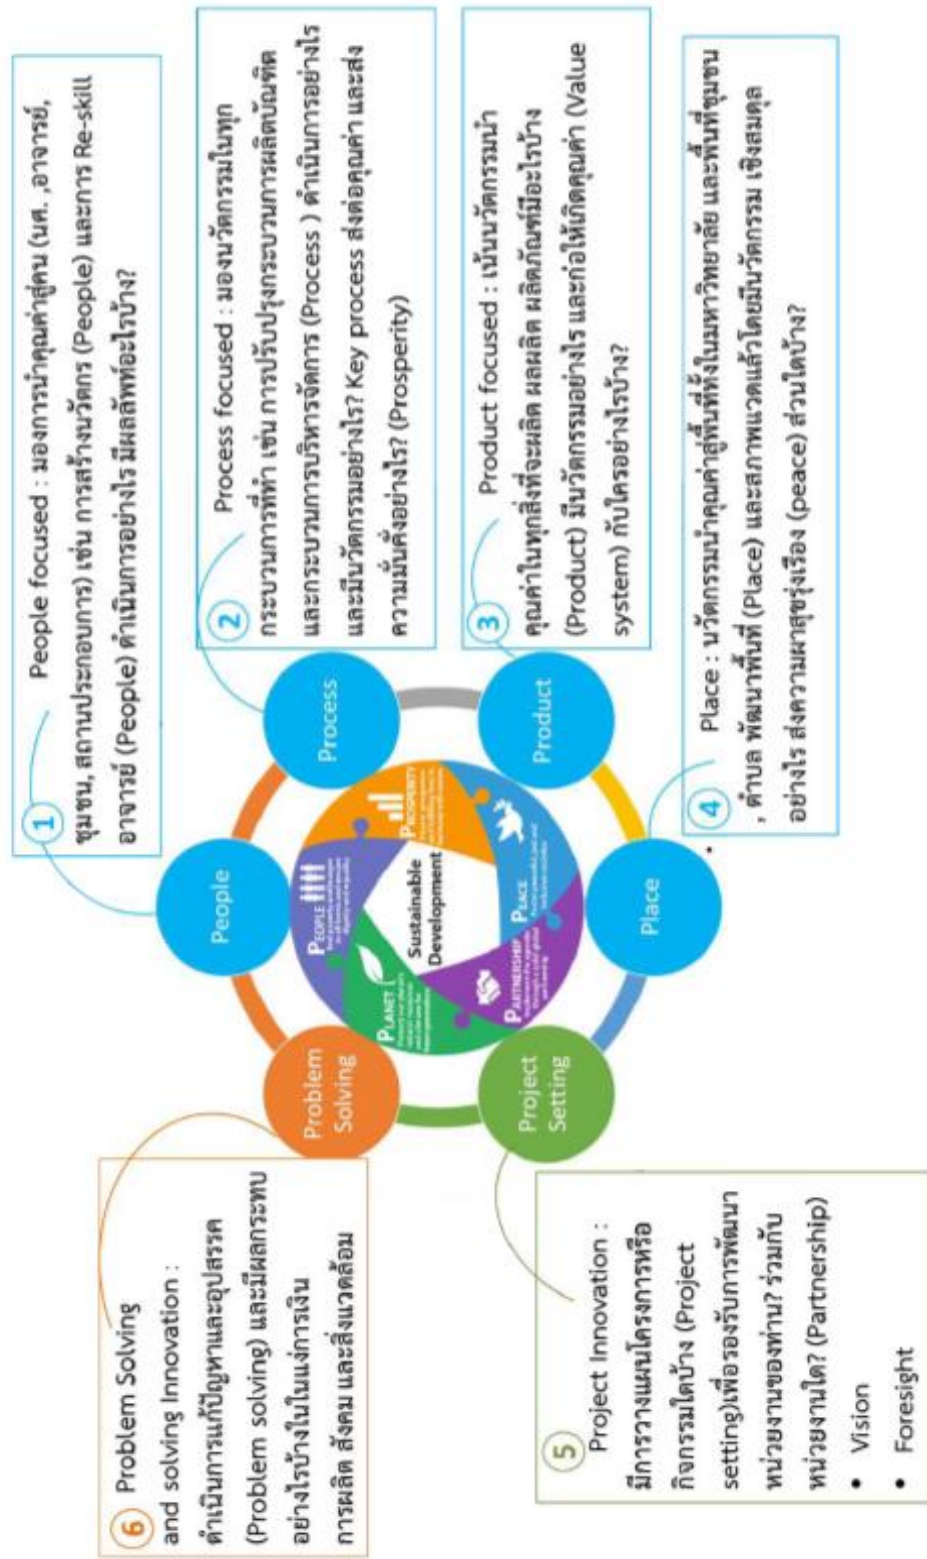 1
People focused : มองการนำคุณค่าสู่คน (นศ. ,อาจารย์,
ชุมชน, สถานประกอบการ) เช่น การสร้างนวัตกร (People) และการ Re-skill
อาจารย์ (People) ดำเนินการอย่างไร มีผลลัพท์อะไรบ้าง?
2
Process focused : มองนวัตกรรมในทุก
กระบวนการที่ทำ เช่น การปรับปรุงกระบวนการผลิตบัณฑิต
และกระบวนการบริหารจัดการ (Process ) ดำเนินการอย่างไร
และมีนวัตกรรมอย่างไร? Key process ส่งต่อคุณค่า และส่ง
ความมั่นคั่งอย่างไร? (Prosperity)
3
Product focused : เน้นนวัตกรรมนำ
คุณค่าในทุกสิ่งที่จะผลิต ผลผลิต ผลิตภัณฑ์มีอะไรบ้าง
(Product) มีนวัตกรรมอย่างไร และก่อให้เกิดคุณค่า (Value
system) กับใครอย่างไรบ้าง?
4
• Place : นวัตกรรมนำคุณค่าสู่พื้นที่ทั้งในมหาวิทยาลัย และพื้นที่ชุมชน
, ตำบล พัฒนาพื้นที่ (Place) และสภาพแวดแล้วโดยมีนวัตกรรม เชิงสมดุล
อย่างไร ส่งความผาสุขรุ่งเรือง (peace) ส่วนใดบ้าง?
5
Project Innovation :
มีการวางแผนโครงการหรือ
กิจกรรมใดบ้าง (Project
setting)เพื่อรองรับการพัฒนา
หน่วยงานของท่าน? ร่วมกับ
หน่วยงานใด? (Partnership)
• Vision
• Foresight
6 Problem Solving
and solving Innovation :
ดำเนินการแก้ปัญหาและอุปสรรค
(Problem solving) และมีผลกระทบ
อย่างไรบ้างในในแง่การเงิน
การผลิต สังคม และสิ่งแวดล้อม
People
Process
Product
Place
Project
Setting
Problem
Solving
PEOPLE
PROSPERITY
PEACE
PARTNERSHIP
PLANET
Sustainable
Development